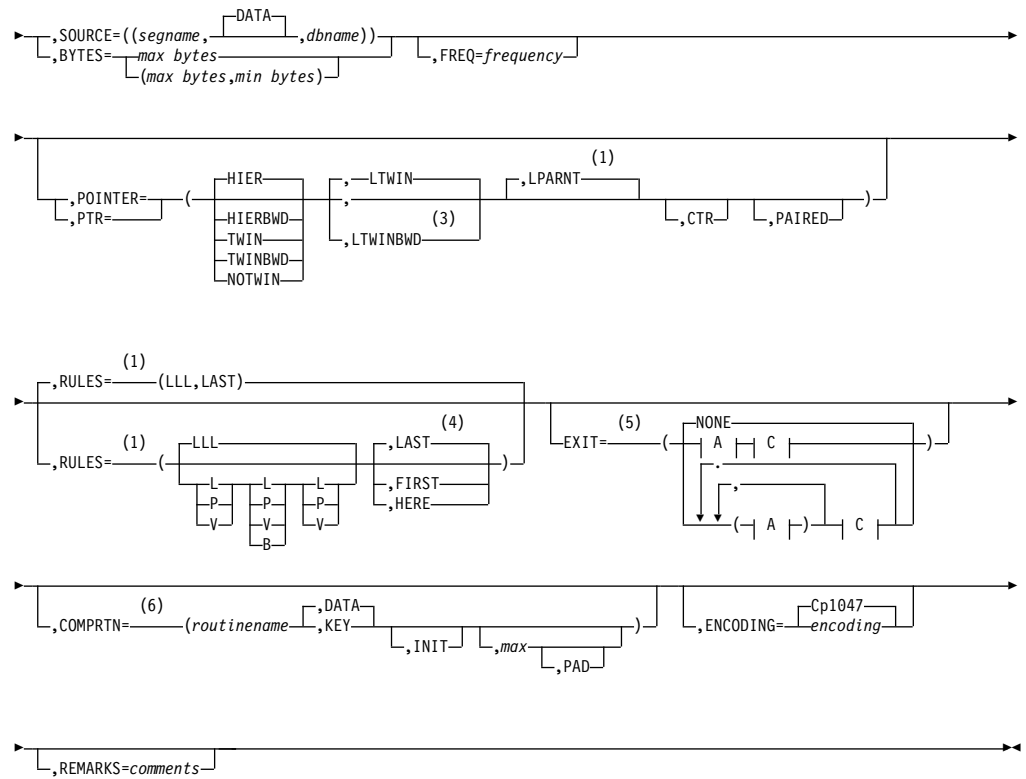 DATA
,SOURCE=((segname, ,dbname))
,BYTES= max bytes ,FREQ=frequency
(max bytes,min bytes)
(1)
HIER , LTWIN ,LPARNT
,POINTER= ( , )
,PTR= HIERBWD (3) ,CTR ,PAIRED
TWIN ,LTWINBWD
TWINBWD
NOTWIN
(1)
,RULES= (LLL,LAST)
(1) (4) (5) NONE
,RULES= ( LLL ,LAST ) EXIT= ( A C )
L L L ,FIRST .
P P P ,HERE ,
V V V ( A ) C
B
(6) ,DATA Cp1047
,COMPRTN= (routinename ,KEY ) ,ENCODING= encoding
,INIT ,max
,PAD
,REMARKS=comments